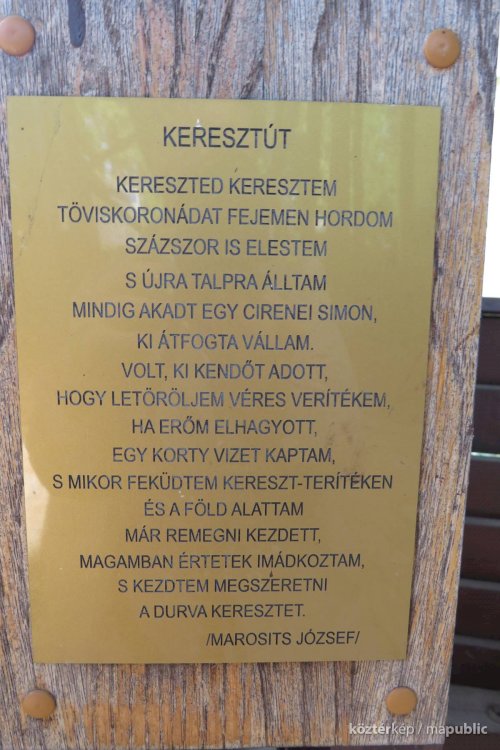 KERESZTÚT
KERESZTED KERESZTEM
TÖVISKORONÁDAT FEJEMEN HORDOM
SZÁZSZOR IS ELESTEM
S ÚJRA TALPRA ÁLLTAM
MINDIG AKADT EGY CIRENEI SIMON,
KI ÁTFOGTA VÁLLAM.
VOLT, KI KENDŐT ADOTT,
HOGY LETÖRÖLJEM VÉRES VERÍTÉKEM,
HA ERŐM ELHAGYOTT,
EGY KORTY VIZET KAPTAM,
S MIKOR FEKÜDTEM KERESZT-TERÍTÉKEN
ÉS A FÖLD ALATTAM
MÁR REMEGNI KEZDETT,
MAGAMBAN ÉRTETEK IMÁDKOZTAM,
S KEZDTEM MEGSZERETNI
A DURVA KERESZTET.
/MAROSITS JÓZSEF/
köztérkép / mapublic